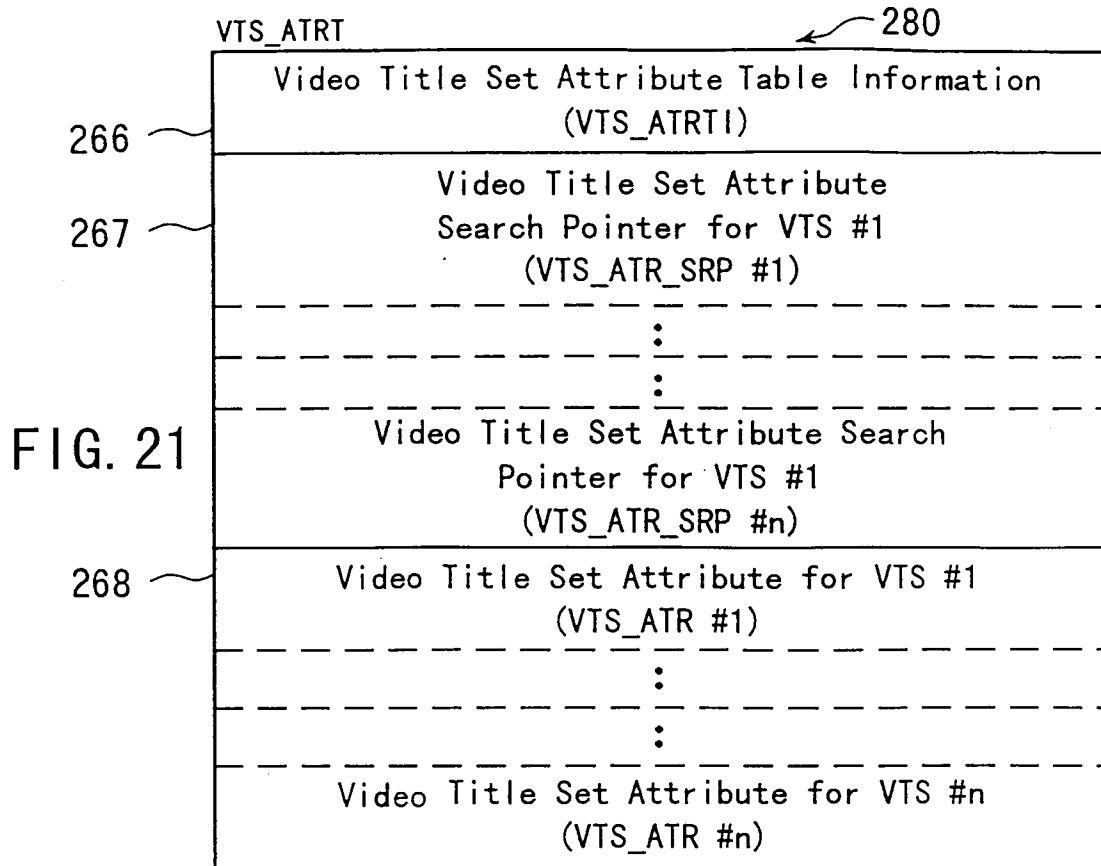 VTS_ATRT
280
Video Title Set Attribute Table Information
(VTS_ATRTI)
266
Video Title Set Attribute
Search Pointer for VTS #1
(VTS_ATR_SRP #1)
267
Video Title Set Attribute Search
Pointer for VTS #1
(VTS_ATR_SRP #n)
FIG. 21
268
Video Title Set Attribute for VTS #1
(VTS_ATR #1)
Video Title Set Attribute for VTS #n
(VTS_ATR #n)